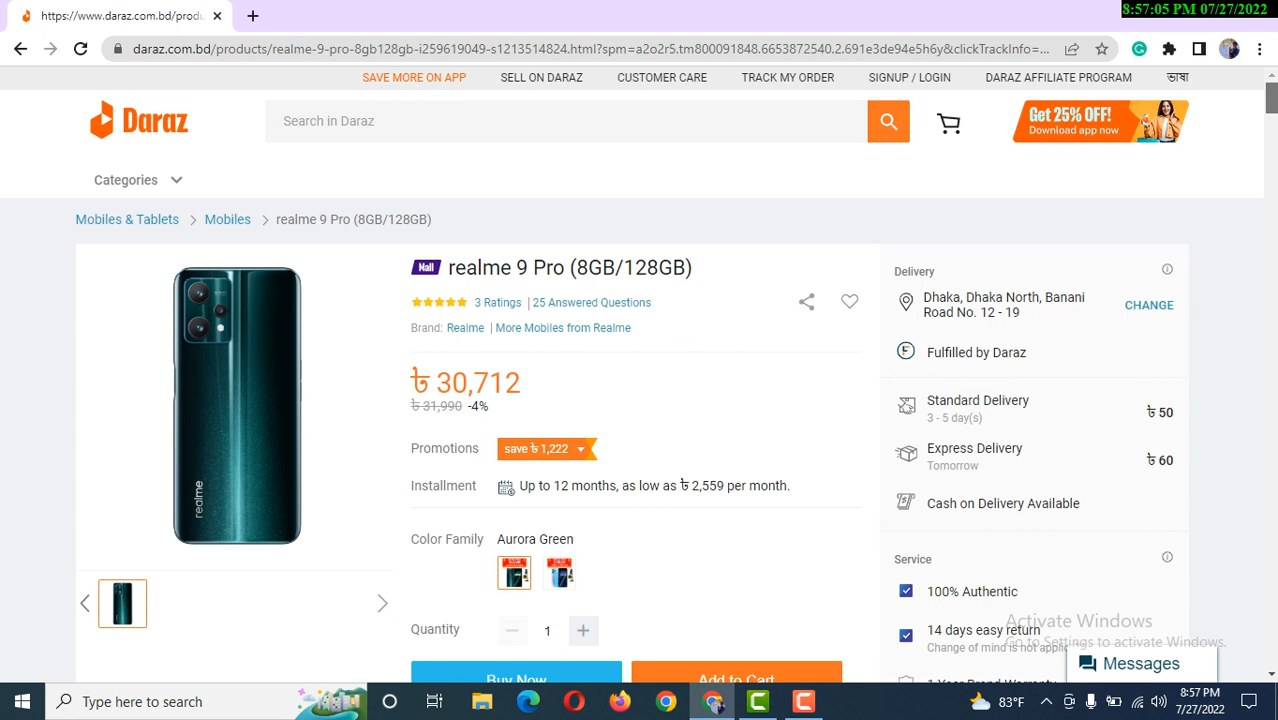 8:57:05 PM 07/27/2022
https://www.daraz.com.bd/produ
daraz.com.bd/products/realme-9-pro-8gb128gb-i259619049-s1213514824.html?spm=a2o2r5.tm800091848.6653872540.2.691e3de94e5h6y&clickTrackInfo=...
SAVE MORE ON APP SELL ON DARAZ CUSTOMER CARE TRACK MY ORDER SIGNUP / LOGIN DARAZ AFFILIATE PROGRAM ভাষা
Daraz
Search in Daraz
Get 25% OFF!
Download app now
Categories
Mobiles & Tablets > Mobiles > realme 9 Pro (8GB/128GB)
realme
Mall realme 9 Pro (8GB/128GB)
3 Ratings | 25 Answered Questions
Brand: Realme | More Mobiles from Realme
৳ 30,712
৳ 31,990 -4%
Promotions save ৳ 1,222
Installment Up to 12 months, as low as ৳ 2,559 per month.
Color Family Aurora Green
Quantity 1
Buy Now Add to Cart
Delivery
Dhaka, Dhaka North, Banani
Road No. 12 - 19
CHANGE
Fulfilled by Daraz
Standard Delivery ৳ 50
3 - 5 day(s)
Express Delivery ৳ 60
Tomorrow
Cash on Delivery Available
Service
100% Authentic
14 days easy return
Change of mind is not applic
Activate Windows
Go to Settings to activate Windows.
Messages
Type here to search
83°F
8:57 PM
7/27/2022